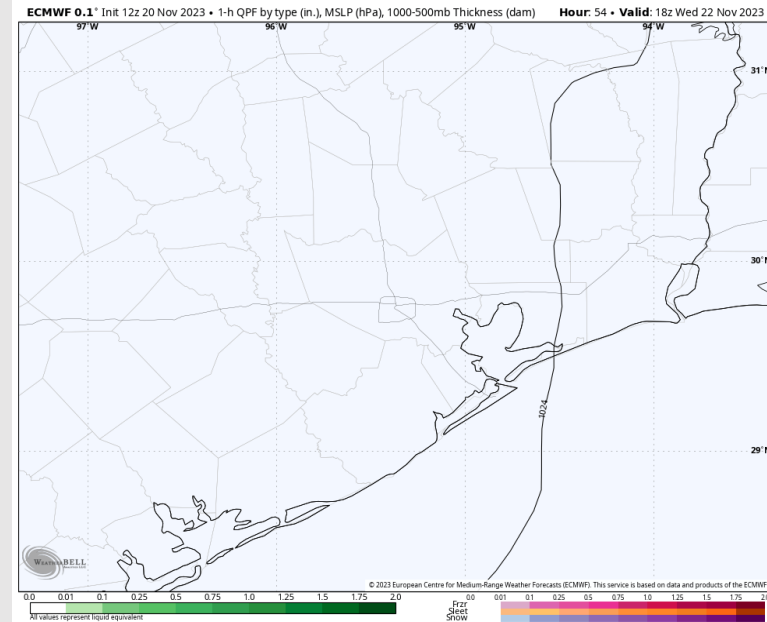 ECMWF 0.1° Init 12z 20 Nov 2023 • 1-h QPF by type (in.), MSLP (hPa), 1000-500mb Thickness (dam) Hour: 54 • Valid: 18z Wed 22 Nov 2023
97°W 96°W 95°W 94°W
31°N
30°N
1024
29°N
WEATHERBELL
© 2023 European Centre for Medium-Range Weather Forecasts (ECMWF). This service is based on data and products of the ECMWF
0.0 0.01 0.1 0.25 0.5 0.75 1.0 1.25 1.5 1.75 2.0 0.0 0.01 0.1 0.25 0.5 0.75 1.0 1.25 1.5 1.75 2.0
Frzr
Sleet
Snow
All values represent liquid equivalent